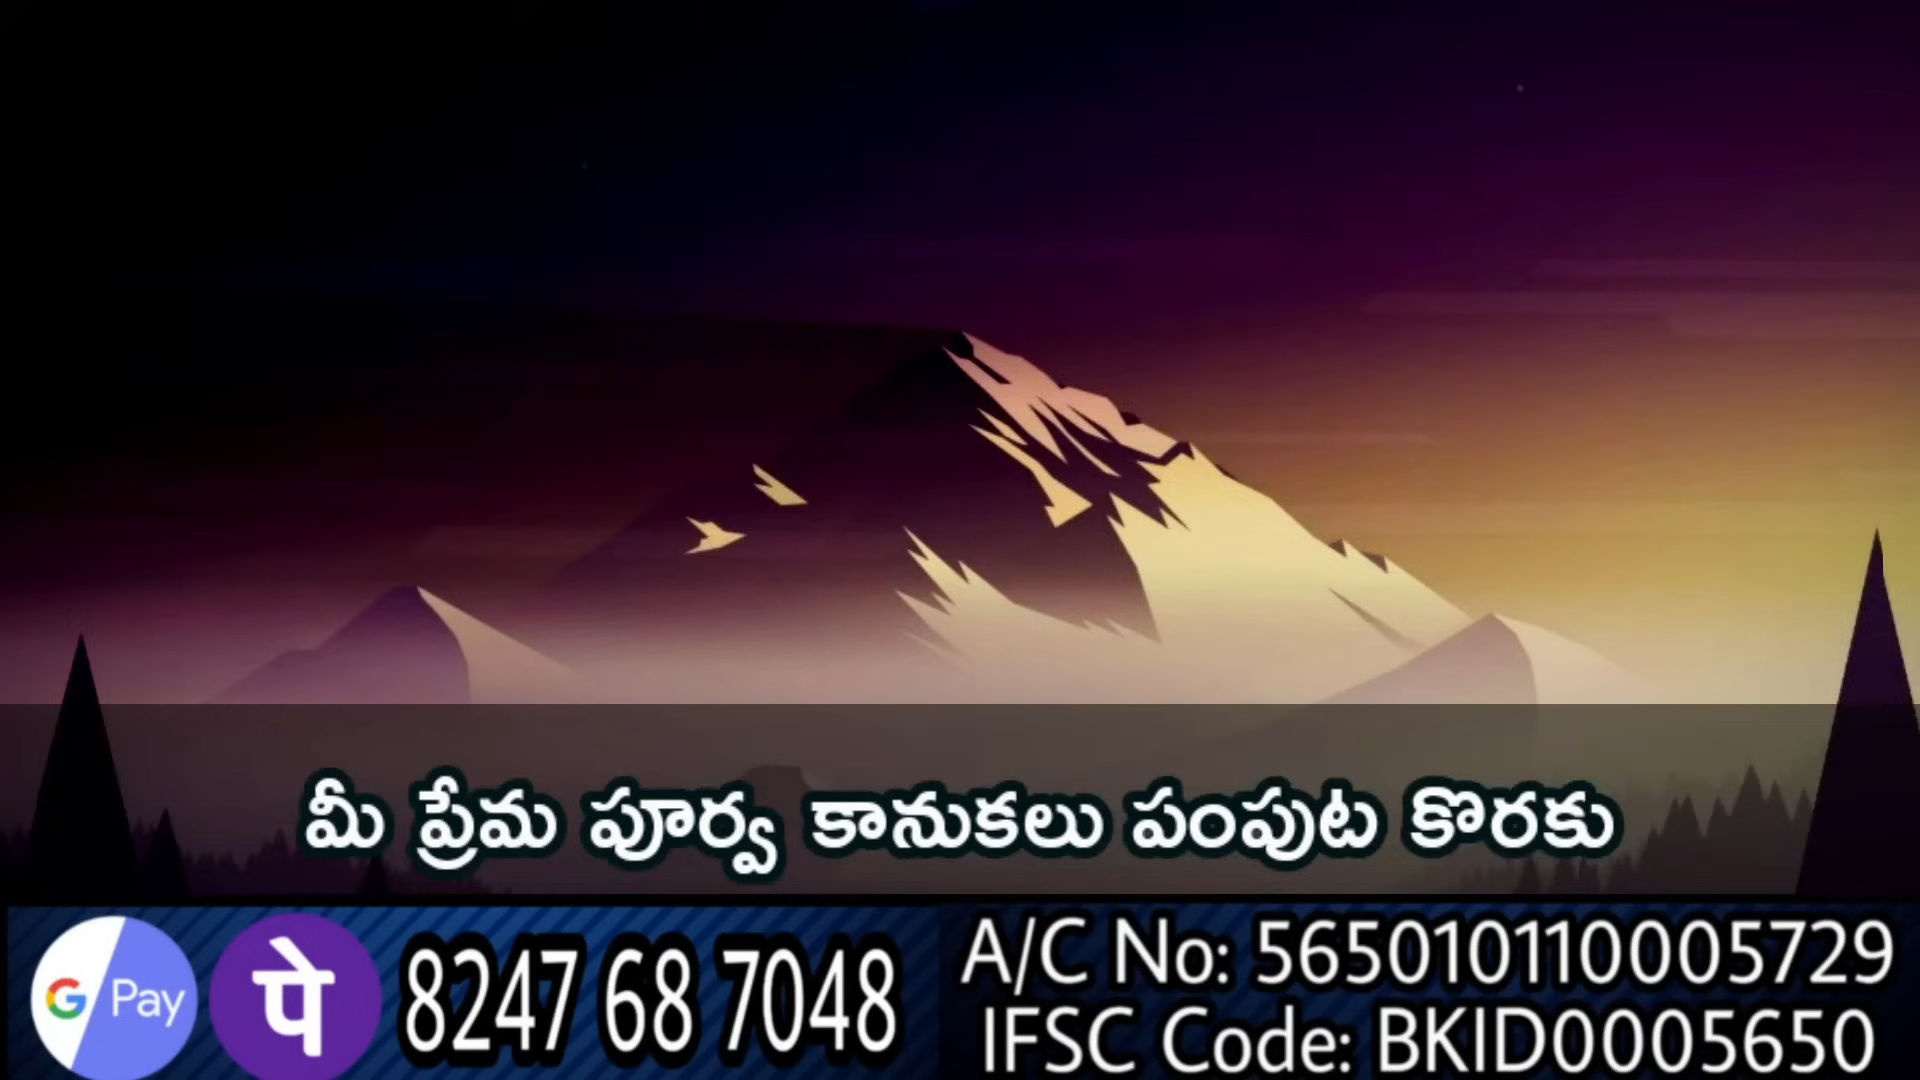 మీ ప్రేమ పూర్వ కానుకలు పంపుట కొరకు
G Pay पे 8247 68 7048
A/C No: 565010110005729
IFSC Code: BKID0005650